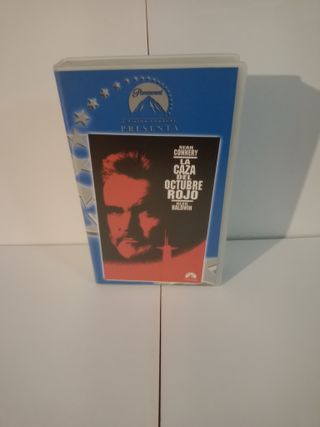 Paramount
PRESENTA
SEAN
CONNERY
LA
CAZA
DEL
OCTUBRE
ROJO
ALEC
BALDWIN